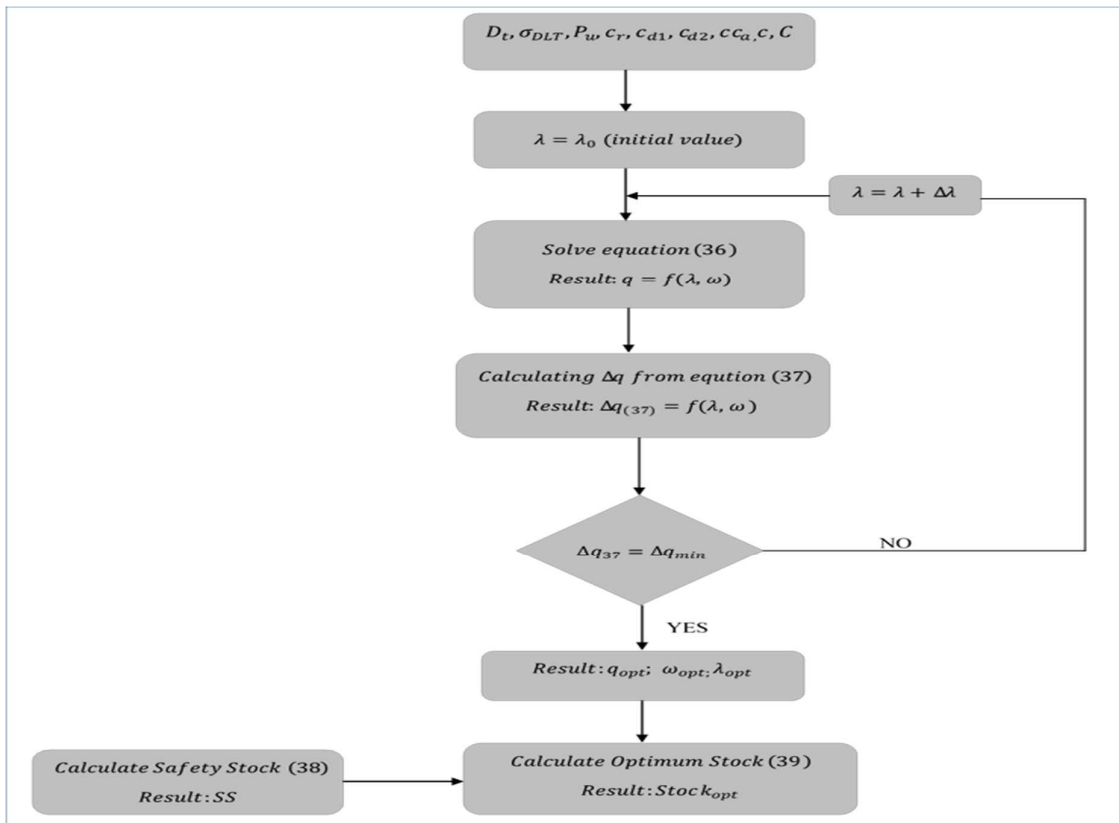 D_t, σ_DLT, P_w, c_r, c_d1, c_d2, cc_a,c, C
λ = λ_0 (initial value)
λ = λ + Δλ
Solve equation (36)
Result: q = f(λ, ω)
Calculating Δq from eqution (37)
Result: Δq_(37) = f(λ, ω)
Δq_37 = Δq_min
NO
YES
Result: q_opt; ω_opt; λ_opt
Calculate Safety Stock (38)
Result: SS
Calculate Optimum Stock (39)
Result: Stock_opt